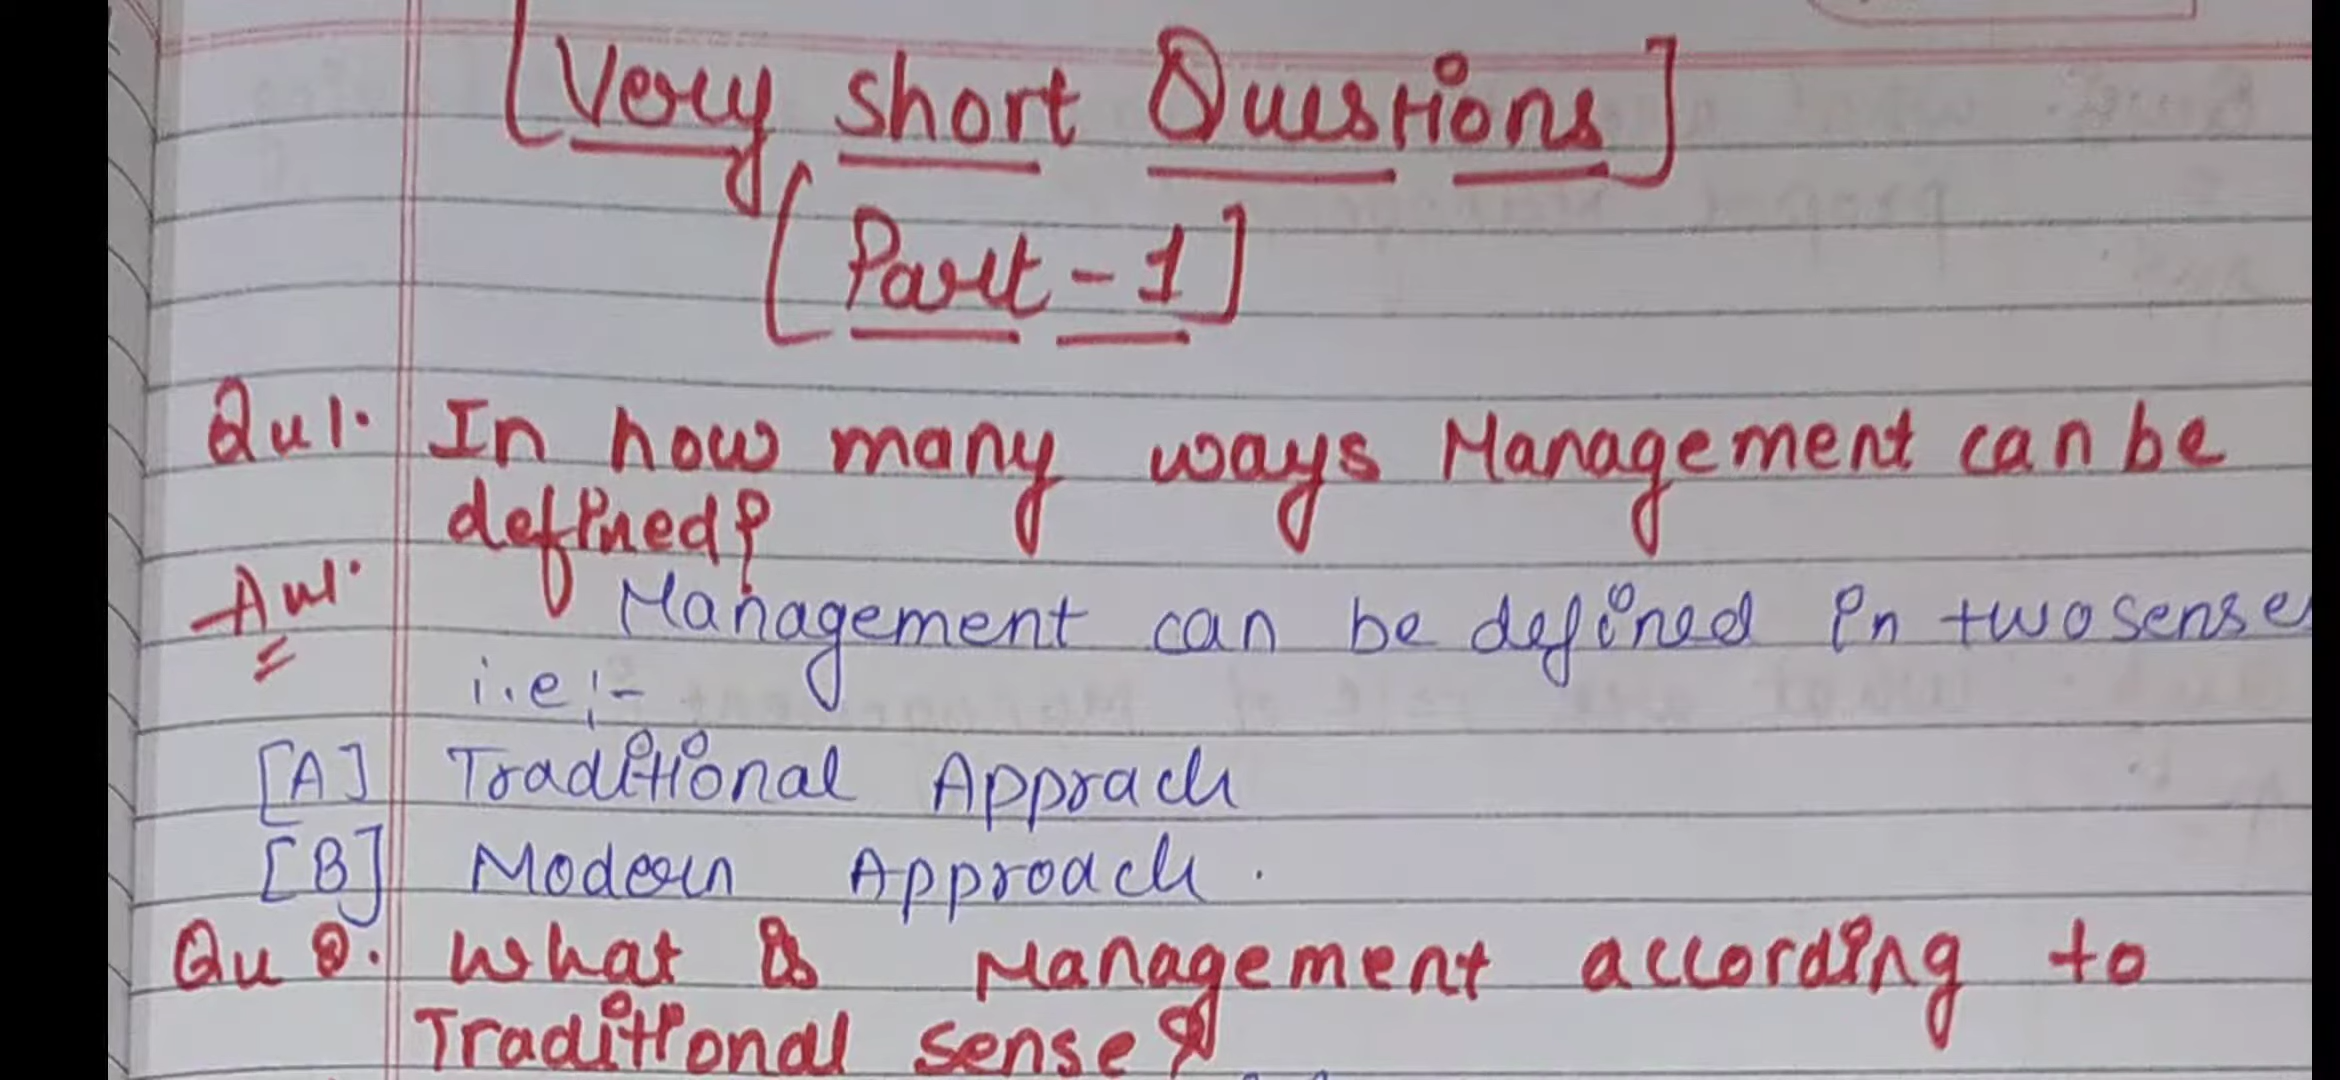 [Very short Questions]
[Part-1]
Qu1. In how many ways Management can be
defined?
Ans. Management can be defined in two sense
i.e:-
[A] Traditional Apprach
[B] Modern Approach.
Qu 2. What is Management according to
Traditional sense?